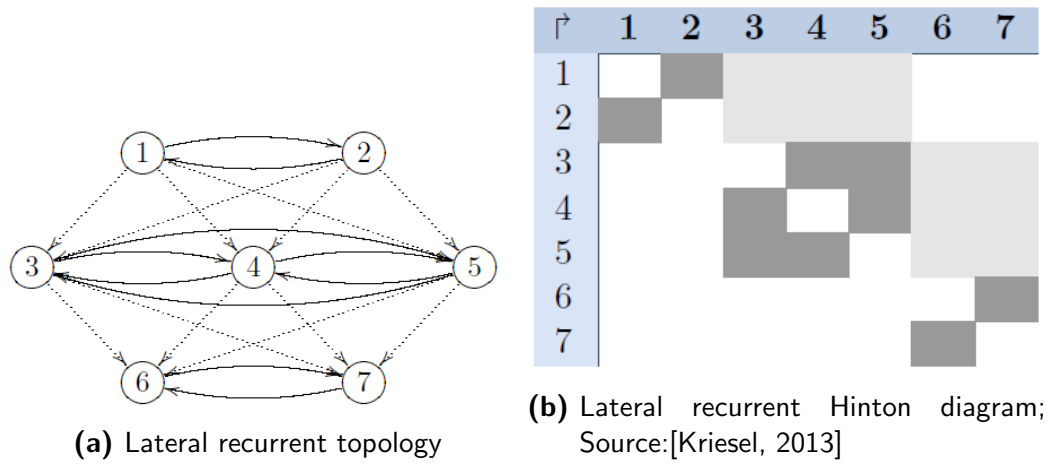 1 2
3 4 5
6 7
(a) Lateral recurrent topology
↱ 1 2 3 4 5 6 7
1
2
3
4
5
6
7
(b) Lateral recurrent Hinton diagram;
Source:[Kriesel, 2013]